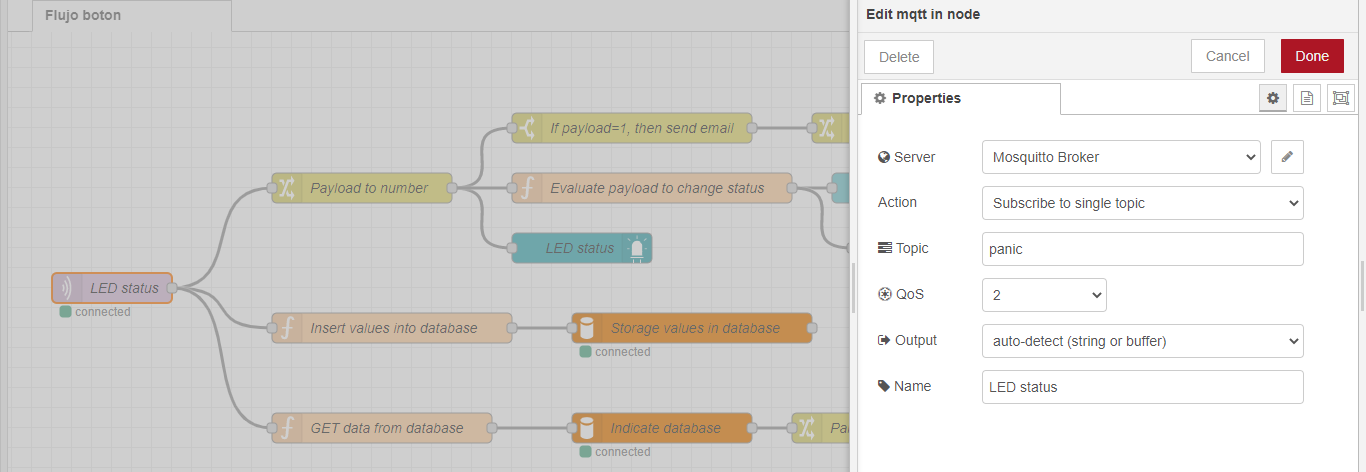 Flujo boton
If payload=1, then send email
Payload to number
Evaluate payload to change status
LED status
LED status
connected
Insert values into database
Storage values in database
connected
GET data from database
Indicate database
Pa
connected
Edit mqtt in node
Delete
Cancel
Done
Properties
Server
Mosquitto Broker
Action
Subscribe to single topic
Topic
panic
QoS
2
Output
auto-detect (string or buffer)
Name
LED status